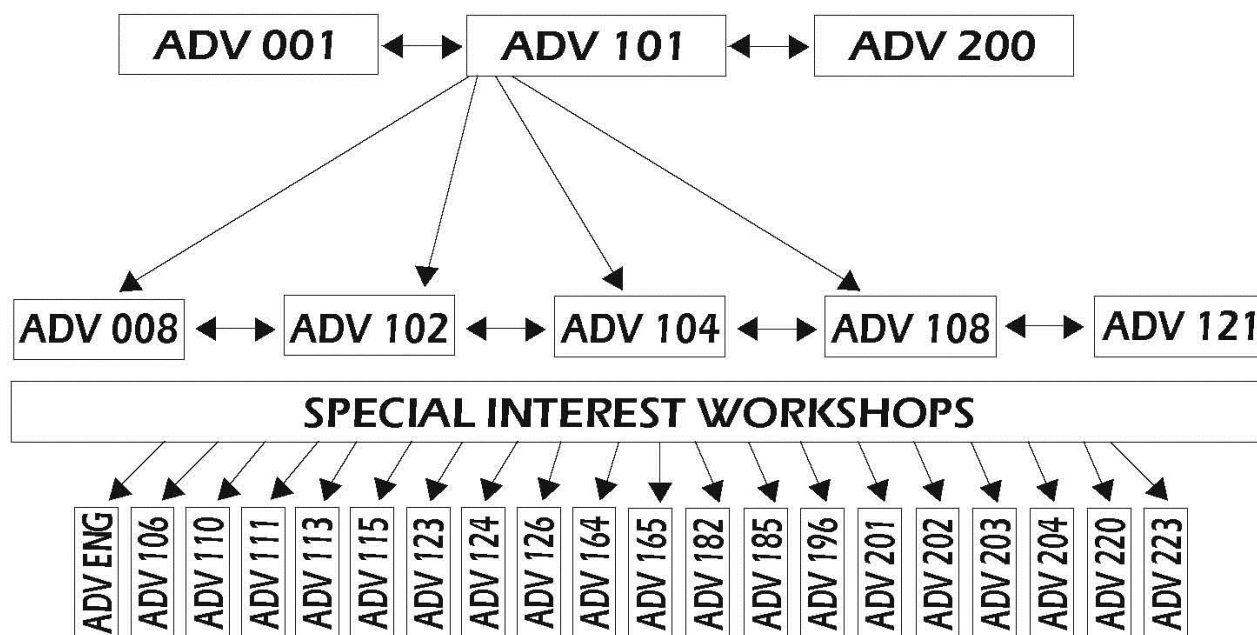 ADV 001 ADV 101 ADV 200
ADV 008 ADV 102 ADV 104 ADV 108 ADV 121
SPECIAL INTEREST WORKSHOPS
ADV ENG
ADV 106
ADV 110
ADV 111
ADV 113
ADV 115
ADV 123
ADV 124
ADV 126
ADV 164
ADV 165
ADV 182
ADV 185
ADV 196
ADV 201
ADV 202
ADV 203
ADV 204
ADV 220
ADV 223